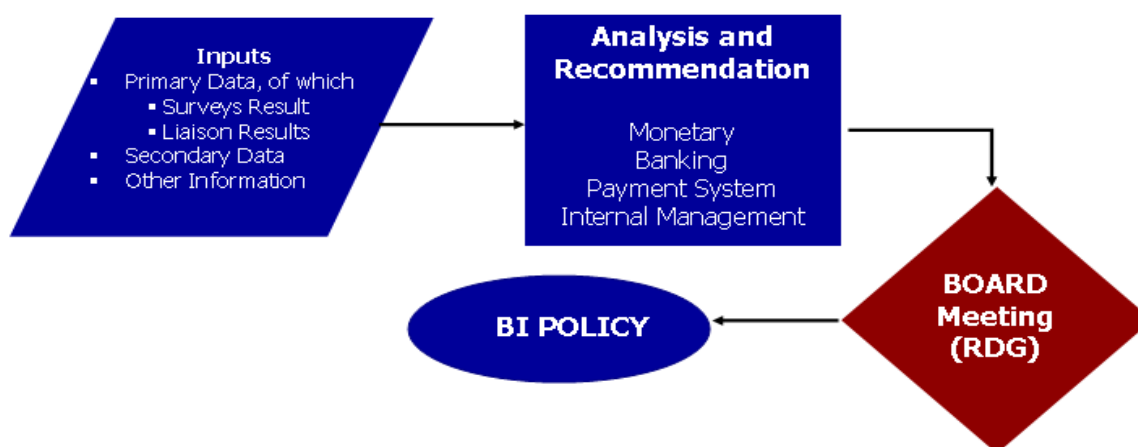 Inputs
▪ Primary Data, of which
▪ Surveys Result
▪ Liaison Results
▪ Secondary Data
▪ Other Information
Analysis and
Recommendation
Monetary
Banking
Payment System
Internal Management
BOARD
Meeting
(RDG)
BI POLICY